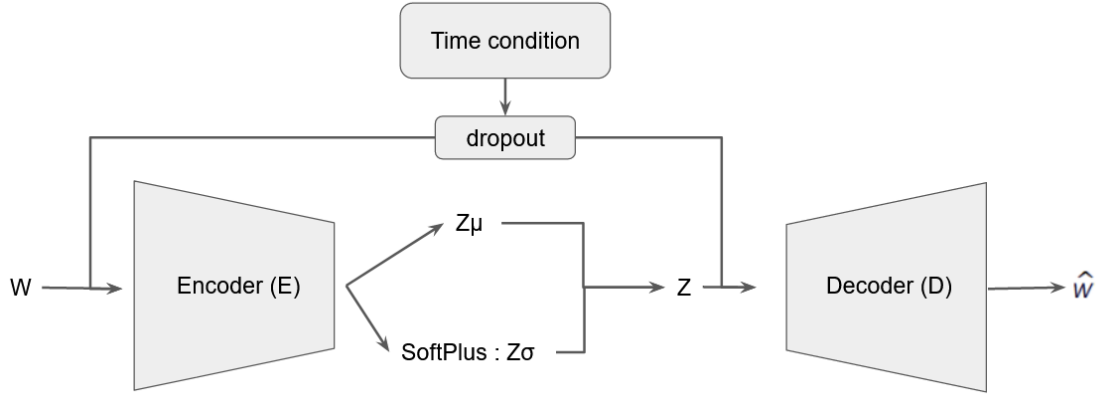 Time condition
dropout
Zμ
W
Encoder (E)
Z
Decoder (D)
ŵ
SoftPlus : Zσ